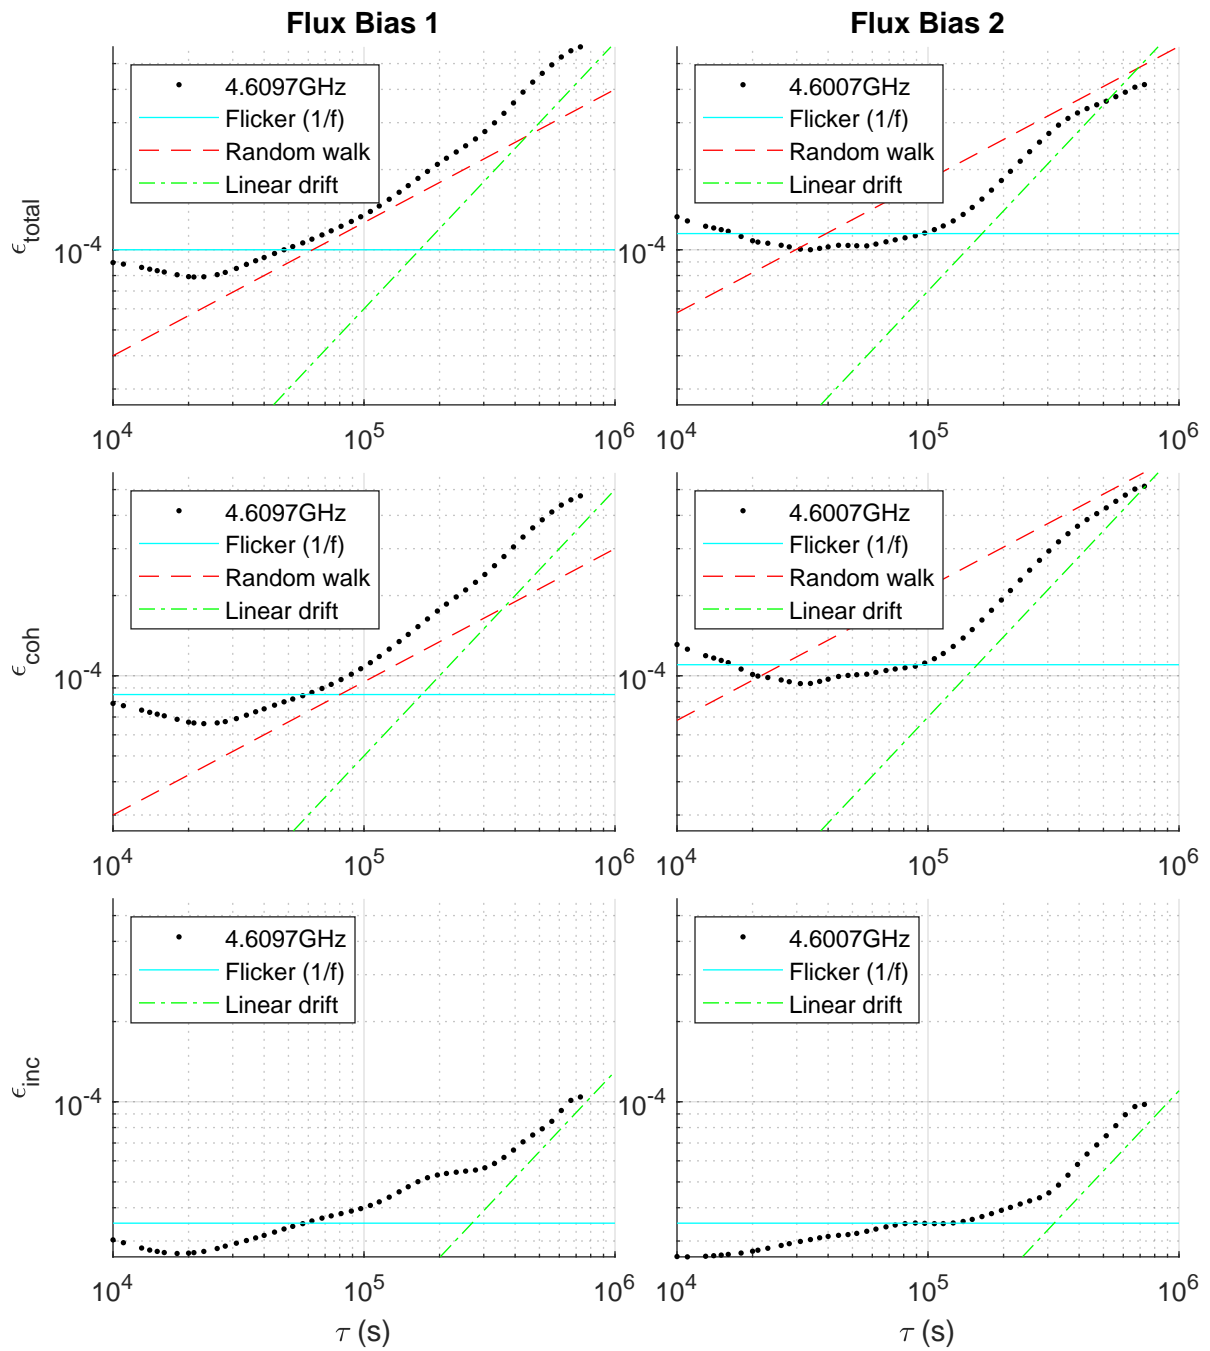 Flux Bias 1
Flux Bias 2
ϵtotal
10^-4
4.6097GHz
Flicker (1/f)
Random walk
Linear drift
10^4
10^5
10^6
10^-4
4.6007GHz
Flicker (1/f)
Random walk
Linear drift
10^4
10^5
10^6
ϵcoh
10^-4
4.6097GHz
Flicker (1/f)
Random walk
Linear drift
10^4
10^5
10^6
10^-4
4.6007GHz
Flicker (1/f)
Random walk
Linear drift
10^4
10^5
10^6
ϵinc
10^-4
4.6097GHz
Flicker (1/f)
Linear drift
10^4
10^5
10^6
τ (s)
10^-4
4.6007GHz
Flicker (1/f)
Linear drift
10^4
10^5
10^6
τ (s)